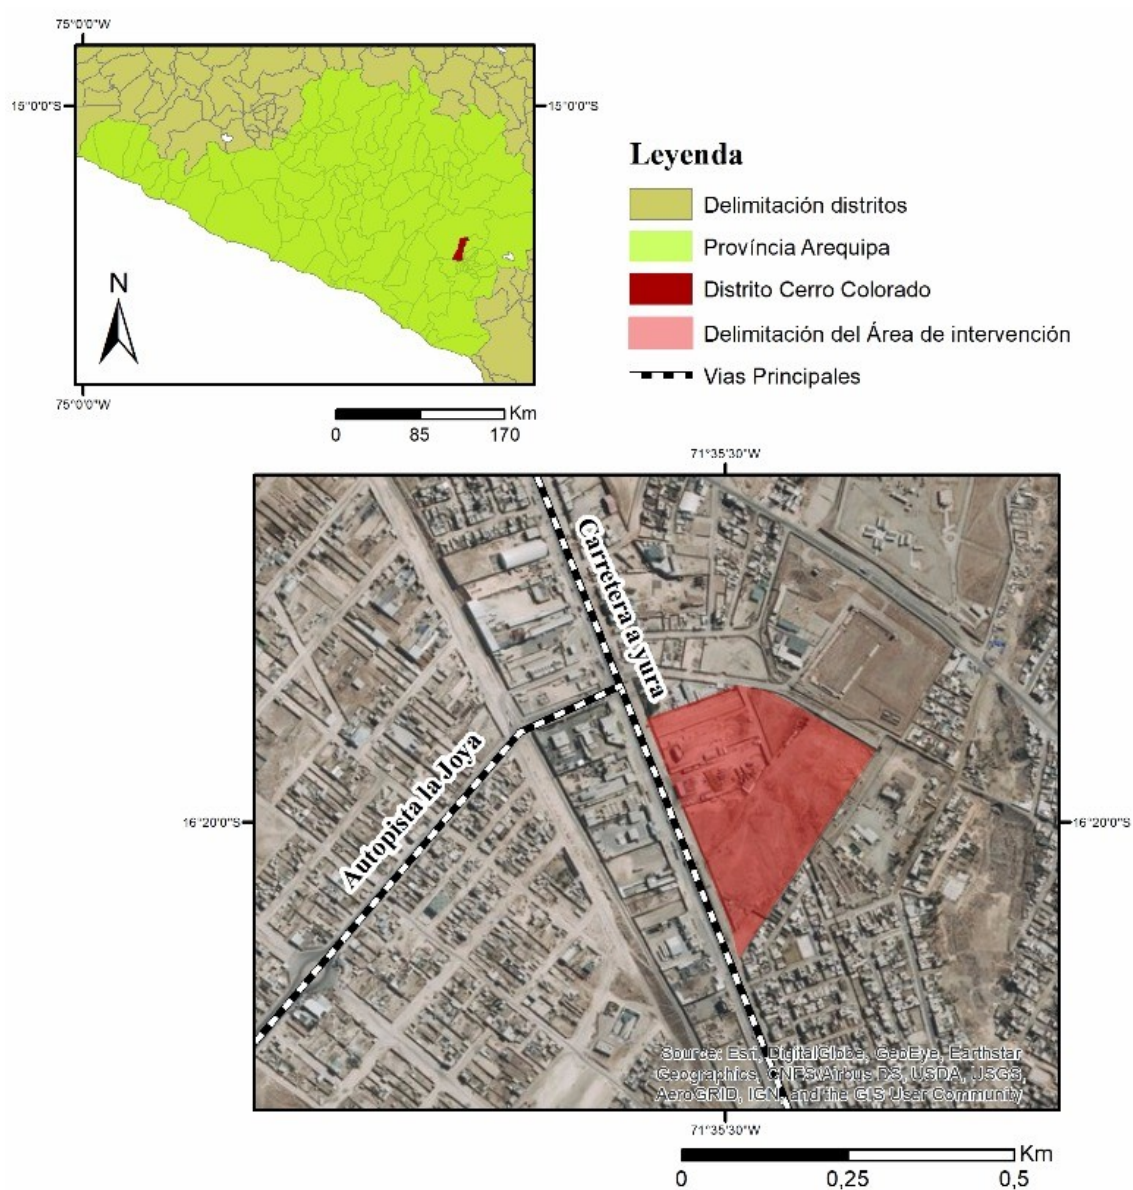 75°0'0"W
15°0'0"S
15°0'0"S
N
75°0'0"W
Km
0 85 170
Leyenda
Delimitación distritos
Províncía Arequipa
Distrito Cerro Colorado
Delimitación del Área de intervención
Vias Principales
71°35'30"W
Carretera a yura
Autopista la Joya
16°20'0"S
16°20'0"S
Source: Esri, DigitalGlobe, GeoEye, Earthstar
Geographics, CNES/Airbus DS, USDA, USGS,
AeroGRID, IGN, and the GIS User Community
71°35'30"W
Km
0 0,25 0,5